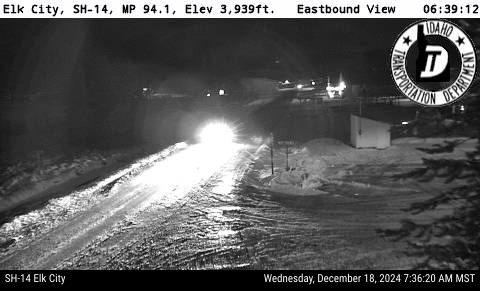 Elk City, SH-14, MP 94.1, Elev 3,939ft. Eastbound View 06:39:12
IDAHO
TRANSPORTATION DEPARTMENT
SH-14 Elk City Wednesday, December 18, 2024 7:36:20 AM MST